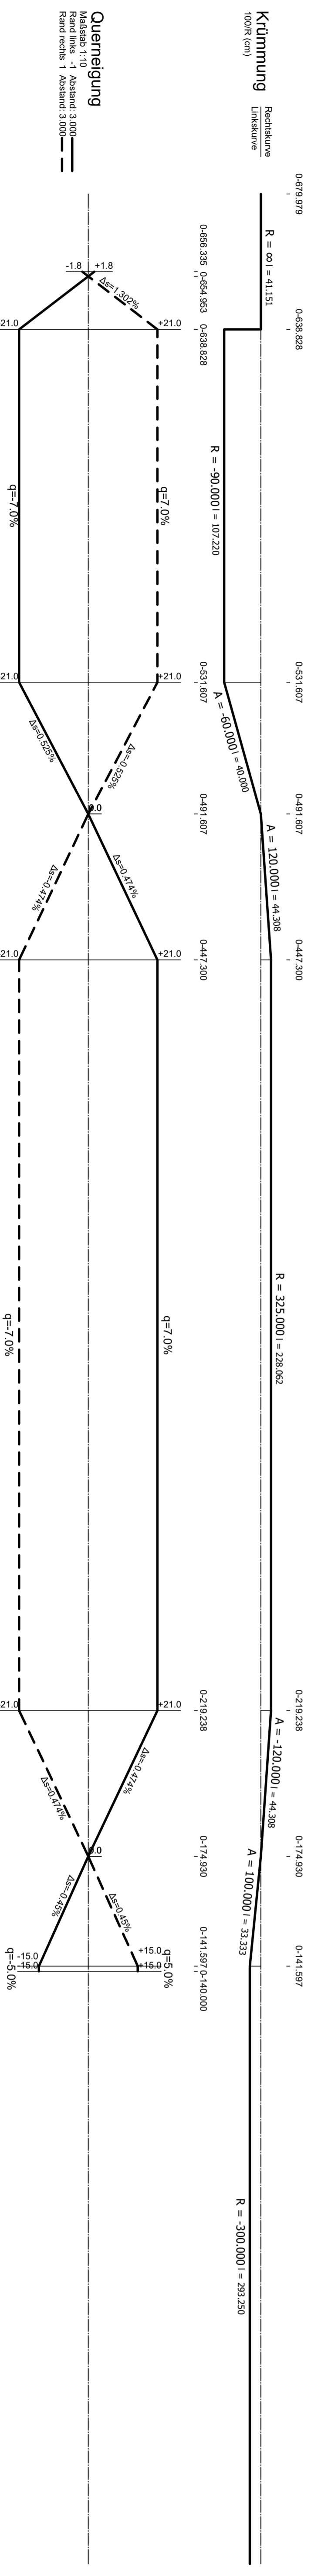 Krümmung
100/R (cm)
Rechtskurve
Linkskurve
0-679.979
0-638.828
0-531.607
0-491.607
0-447.300
0-219.238
0-174.930
0-141.597
R = ∞ l = 41.151
R = -90.000 l = 107.220
A = -60.000 l = 40.000
A = 120.000 l = 44.308
R = 325.000 l = 228.062
A = -120.000 l = 44.308
A = 100.000 l = 33.333
R = -300.000 l = 293.250
0-656.335
0-654.953
0-638.828
0-531.607
0-491.607
0-447.300
0-219.238
0-174.930
0-141.597
0-140.000
Querneigung
Maßstab 1:10
Rand links -1 Abstand: 3.000
Rand rechts 1 Abstand: 3.000
+1.8
-1.8
Δs=1.302%
+21.0
21.0
q=7.0%
q=-7.0%
+21.0
21.0
Δs=-0.525%
Δs=0.525%
0.0
Δs=0.474%
Δs=-0.474%
+21.0
21.0
q=7.0%
q=-7.0%
+21.0
21.0
Δs=-0.474%
Δs=0.474%
0.0
Δs=0.45%
Δs=-0.45%
+15.0
+15.0
-15.0
-15.0
q=5.0%
q=-5.0%